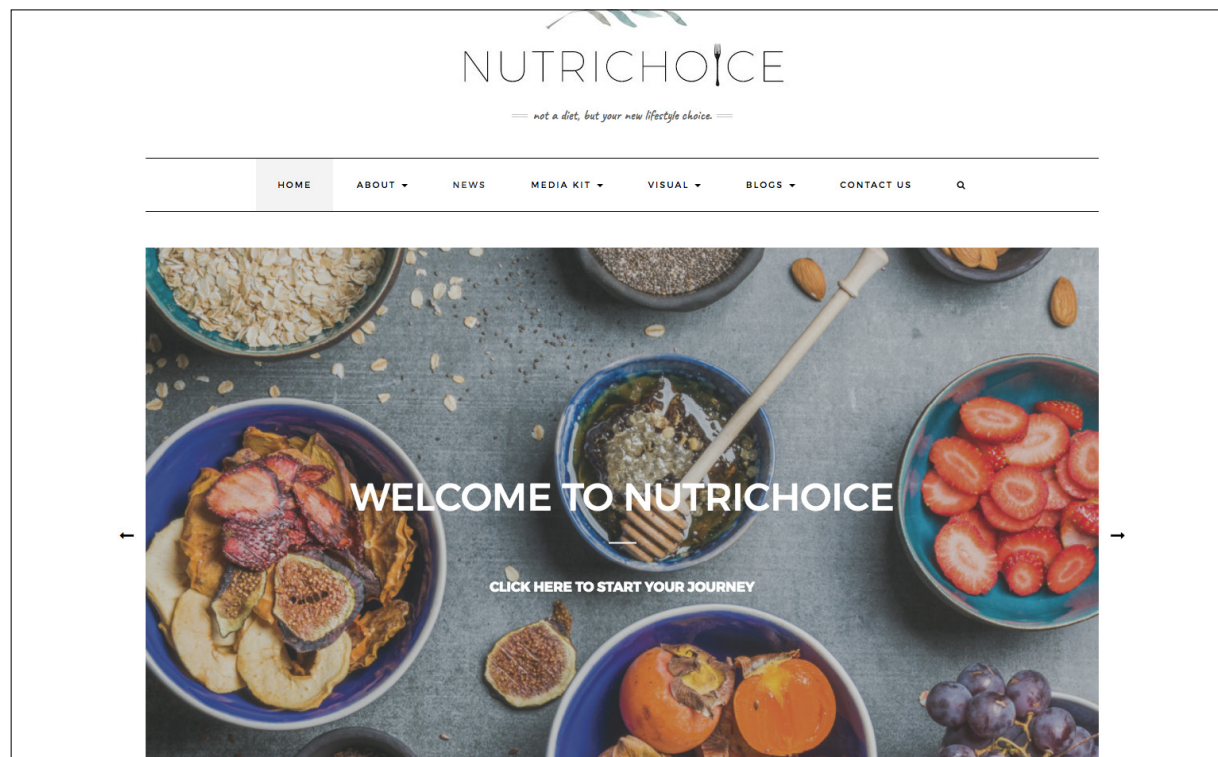 NUTRICHOICE
not a diet, but your new lifestyle choice.
HOME ABOUT NEWS MEDIA KIT VISUAL BLOGS CONTACT US
WELCOME TO NUTRICHOICE
CLICK HERE TO START YOUR JOURNEY